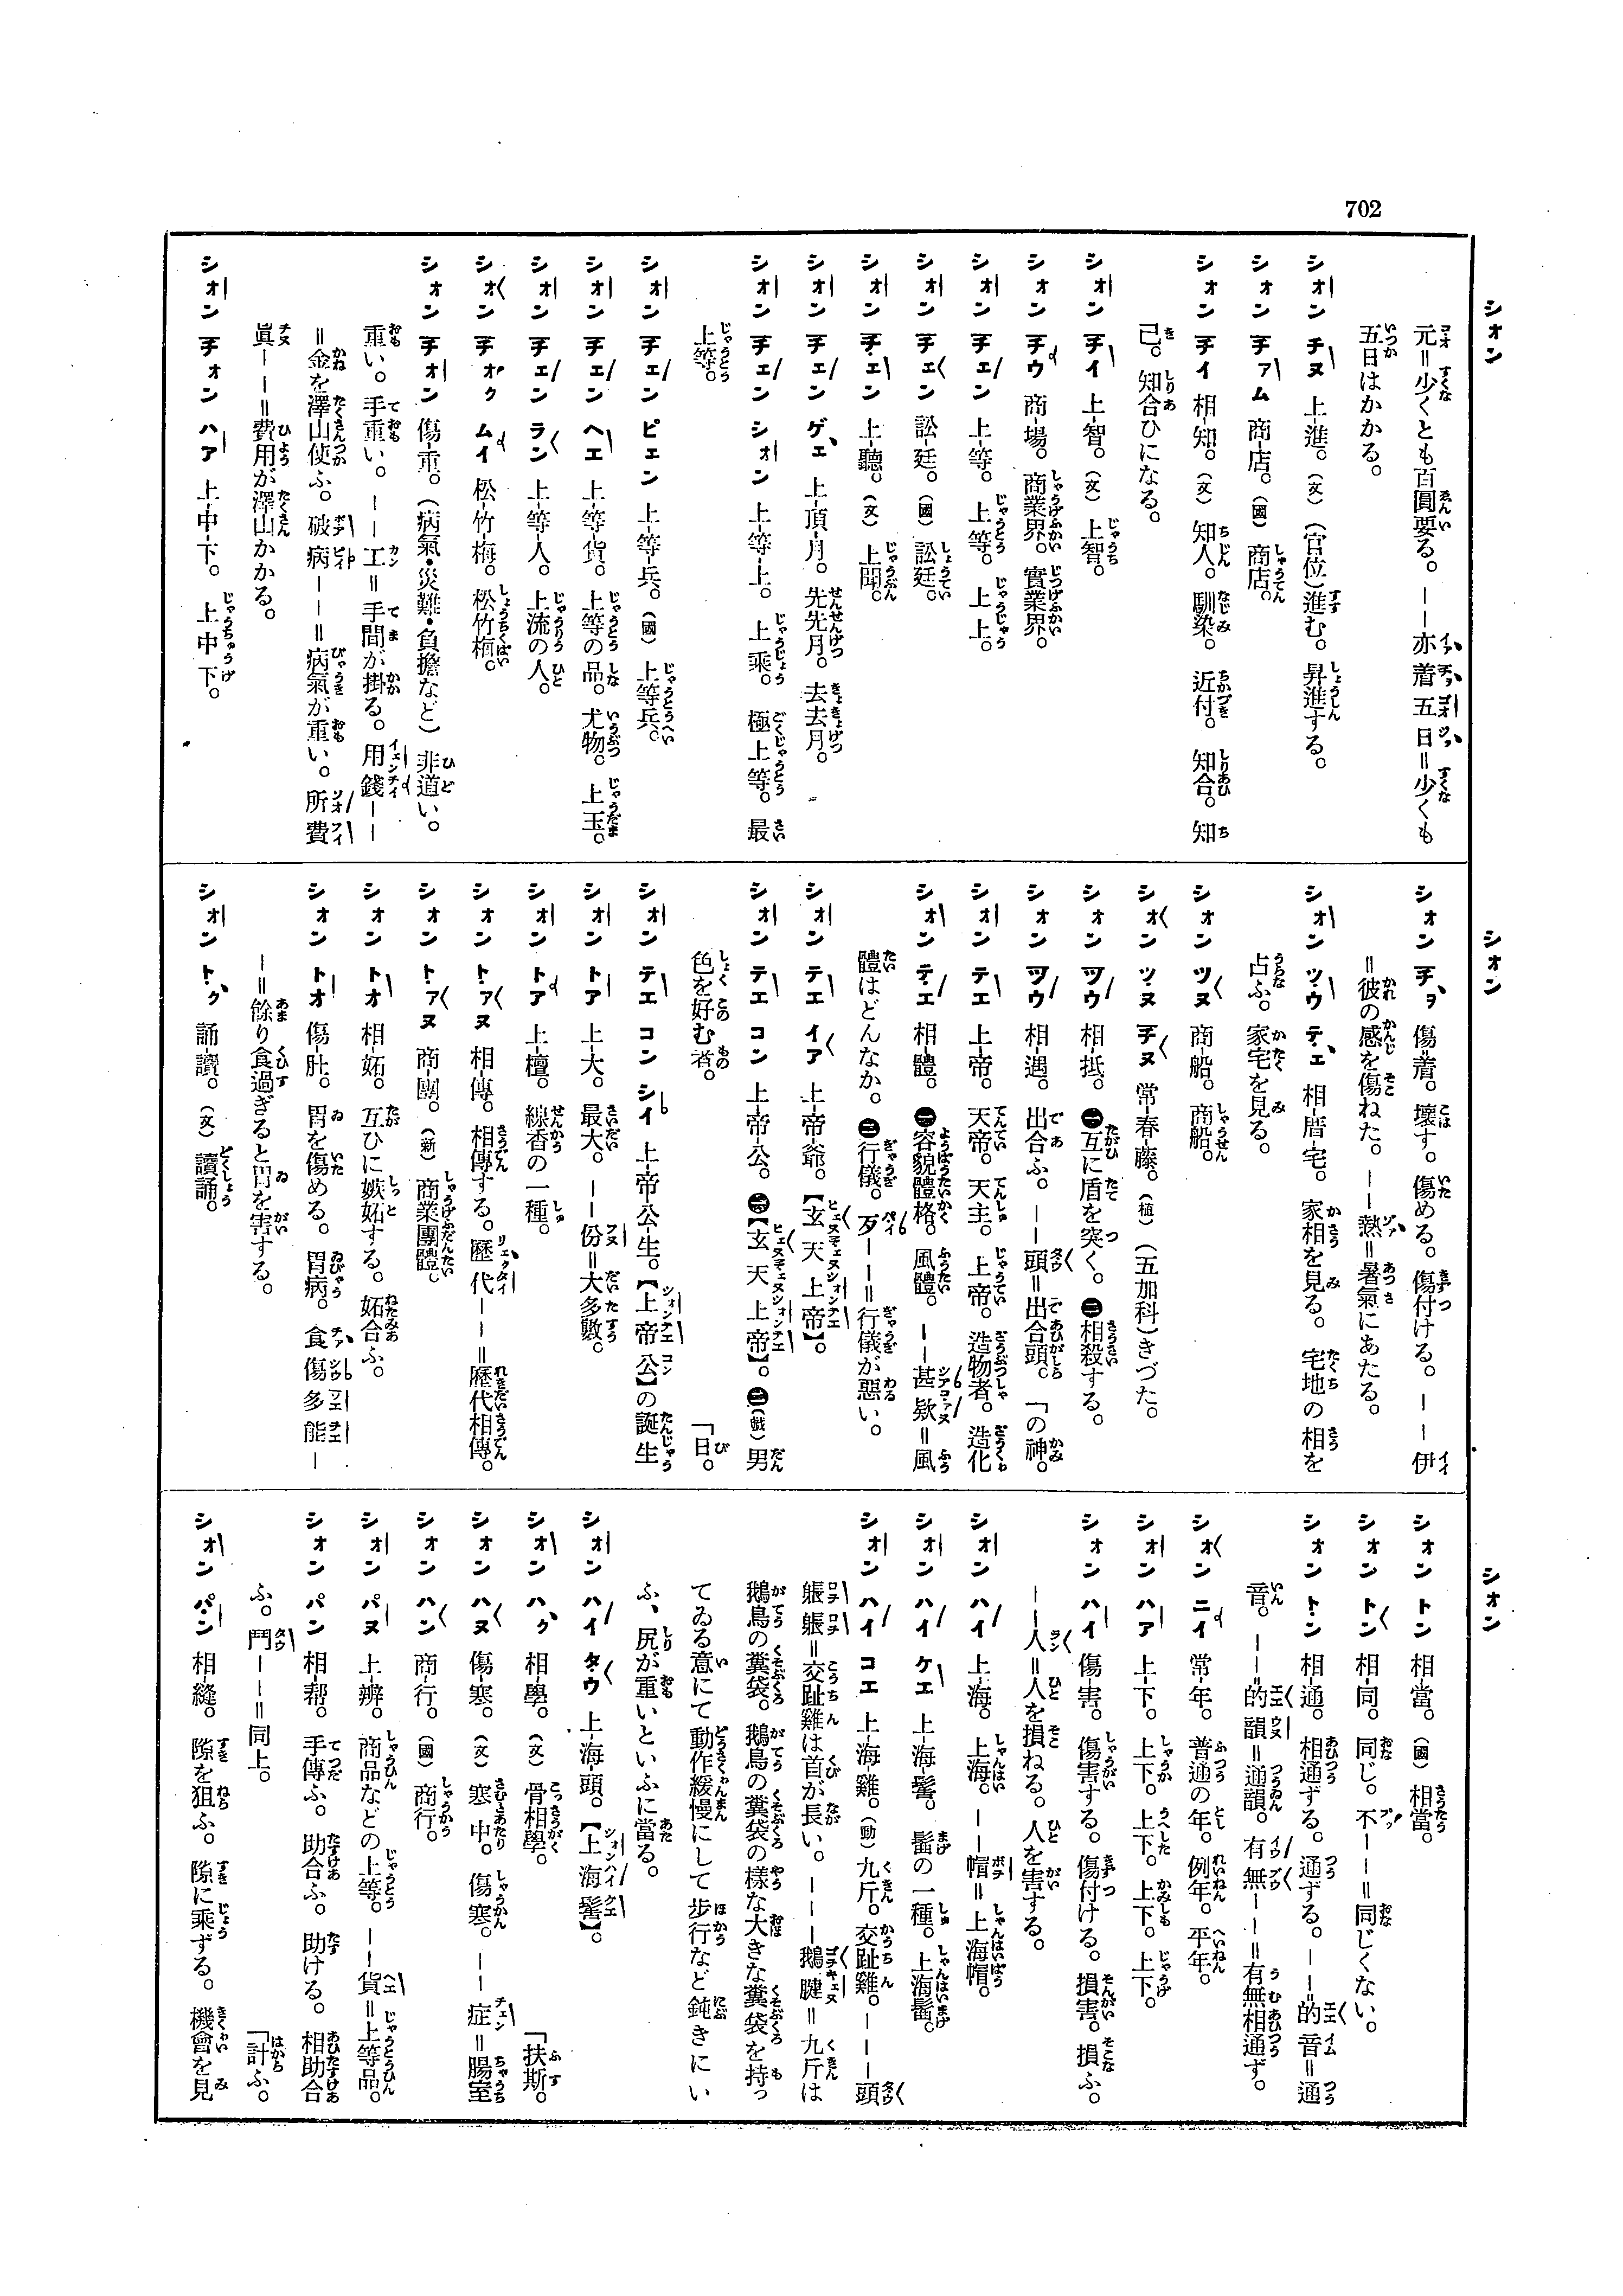 702
シオン
元＝少くとも百圓要る。――亦着五日＝少くも
五日はかかる。
シオン チヌ 上-進。(文)(官位)進む。昇進する。
シオン チアム 商-店。(國) 商店。
シオン チイ 相-知。(文) 知人。馴染。近付。知合。知
己。知合ひになる。
シオン チイ 上-智。(文) 上智。
シオン チウ 商-場。商業界。實業界。
シオン チエン 上-等。上等。上上。
シオン チエン 訟-廷。(國) 訟廷。
シオン チエン 上-聽。(文) 上聞。
シオン チエン ゲエ 上-頂-月。先先月。去去月。
シオン チエン シオン 上-等-上。上乘。極上等。最
上等。
シオン チエン ピエン 上-等-兵。(國) 上等兵。
シオン チエン ヘエ 上-等-貨。上等の品。尤物。上玉。
シオン チエン ラン 上-等-人。上流の人。
シオン チオク ムイ 松-竹-梅。松竹梅。
シオン チオン 傷-重。(病氣・災難・負擔など)非道い。
重い。手重い。――工＝手間が掛る。用錢――
＝金を澤山使ふ。破病――＝病氣が重い。所費
眞――＝費用が澤山かかる。
シオン チオン ハア 上-中-下。上中下。
シオン
シオン チヲ 傷-着。壞す。傷める。傷付ける。――伊
＝彼の感を傷ねた。――熱＝暑氣にあたる。
シオン ツウ テエ 相-厝-宅。家相を見る。宅地の相を
占ふ。家宅を見る。
シオン ツヌ 商-船。商船。
シオン ツヌ チヌ 常-春-藤。(植)(五加科)きづた。
シオン ツウ 相-抵。㊀互に盾を突く。㊁相殺する。
シオン ツウ 相-遇。出合ふ。――頭＝出合頭。「の神。
シオン テエ 上-帝。天帝。天主。上帝。造物者。造化
シオン テエ 相-體。㊀容貌體格。風體。――甚欵＝風
體はどんなか。㊁行儀。歹――＝行儀が惡い。
シオン テエ イア 上-帝-爺。【玄天上帝】。
シオン テエ コン 上-帝-公。㊀【玄天上帝】。㊁(戲)男
色を好む者。「日。
シオン テエ コン シイ 上-帝-公-生。【上帝公】の誕生
シオン トア 上-大。最大。――份＝大多數。
シオン トア 上-檀。線香の一種。
シオン トアヌ 相-傳。相傳する。歷代――＝歷代相傳。
シオン トアヌ 商-團。(新) 商業團體。
シオン トオ 相-妬。互ひに嫉妬する。妬合ふ。
シオン トオ 傷-肚。胃を傷める。胃病。食傷多能―
―＝餘り食過ぎると胃を害する。
シオン トク 誦-讀。(文) 讀誦。
シオン
シオン トン 相-當。(國) 相當。
シオン トン 相-同。同じ。不――＝同じくない。
シオン トン 相-通。相通ずる。通ずる。――的音＝通
音。――的韻＝通韻。有無――＝有無相通ず。
シオン ニイ 常-年。普通の年。例年。平年。
シオン ハア 上-下。上下。上下。上下。上下。
シオン ハイ 傷-害。傷害する。傷付ける。損害。損ふ。
――人＝人を損ねる。人を害する。
シオン ハイ 上-海。上海。――帽＝上海帽。
シオン ハイ ケエ 上-海-髻。髷の一種。上海髷。
シオン ハイ コエ 上-海-雞。(動)九斤。交趾雞。―――頭
䠷䠷＝交趾雞は首が長い。―――鵝腱＝九斤は
鵝鳥の糞袋。鵝鳥の糞袋の樣な大きな糞袋を持つ
てゐる意にて動作緩慢にして步行など鈍きにい
ふ、尻が重いといふに當る。
シオン ハイ タウ 上-海-頭。【上海髻】。
シオン ハク 相-學。(文) 骨相學。「扶斯。
シオン ハヌ 傷-寒。(文) 寒中。傷寒。――症＝腸室
シオン ハン 商-行。(國) 商行。
シオン パヌ 上-辨。商品などの上等。――貨＝上等品。
シオン パン 相-帮。手傳ふ。助合ふ。助ける。相助合
ふ。鬥――＝同上。「計ふ。
シオン パン 相-縫。隙を狙ふ。隙に乘ずる。機會を見